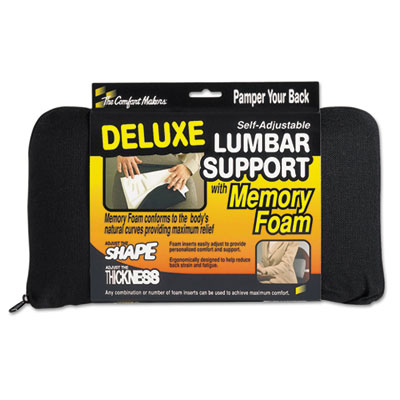 The Comfort Makers
Pamper Your Back
Self-Adjustable
DELUXE LUMBAR
SUPPORT
with Memory
Foam
Memory Foam conforms to the body's
natural curves providing maximum relief
ADJUST THE
SHAPE
ADJUST THE
THICKNESS
Foam inserts easily adjust to provide
personalized comfort and support.
Ergonomically designed to help reduce
back strain and fatigue.
Any combination or number of foam inserts can be used to achieve maximum comfort.